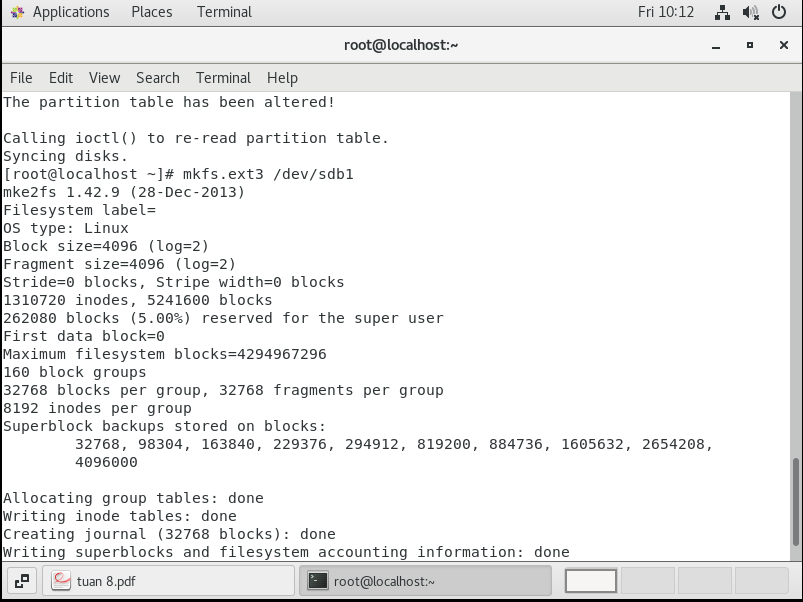 Applications Places Terminal Fri 10:12
root@localhost:~
File Edit View Search Terminal Help
The partition table has been altered!
Calling ioctl() to re-read partition table.
Syncing disks.
[root@localhost ~]# mkfs.ext3 /dev/sdb1
mke2fs 1.42.9 (28-Dec-2013)
Filesystem label=
OS type: Linux
Block size=4096 (log=2)
Fragment size=4096 (log=2)
Stride=0 blocks, Stripe width=0 blocks
1310720 inodes, 5241600 blocks
262080 blocks (5.00%) reserved for the super user
First data block=0
Maximum filesystem blocks=4294967296
160 block groups
32768 blocks per group, 32768 fragments per group
8192 inodes per group
Superblock backups stored on blocks:
32768, 98304, 163840, 229376, 294912, 819200, 884736, 1605632, 2654208,
4096000
Allocating group tables: done
Writing inode tables: done
Creating journal (32768 blocks): done
Writing superblocks and filesystem accounting information: done
tuan 8.pdf root@localhost:~